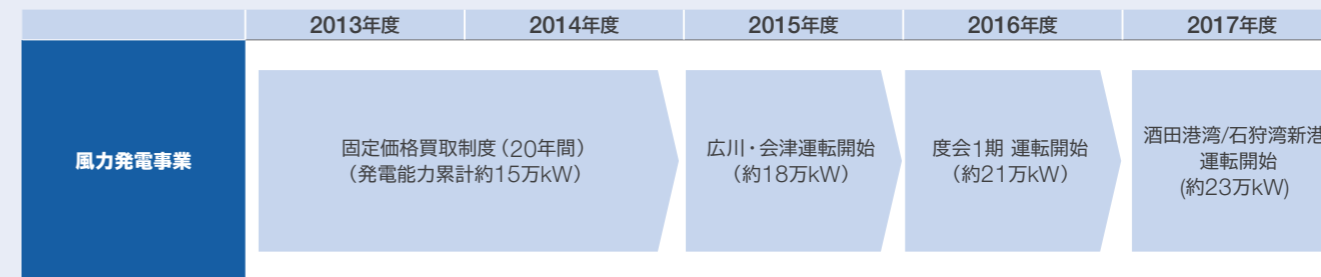 2013年度 2014年度 2015年度 2016年度 2017年度
風力発電事業
固定価格買取制度（20年間）
（発電能力累計約15万kW）
広川・会津運転開始
（約18万kW）
度会1期 運転開始
（約21万kW）
酒田港湾/石狩湾新港
運転開始
(約23万kW)